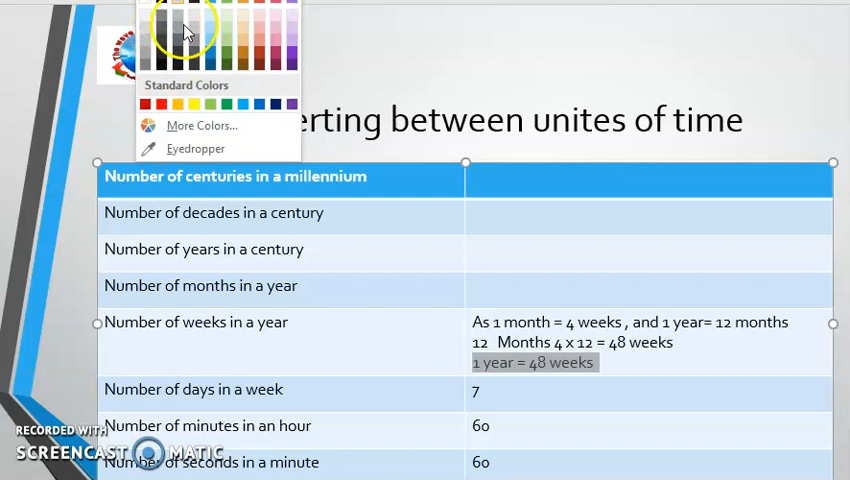 Standard Colors
More Colors...
Eyedropper
erting between unites of time
Number of centuries in a millennium
Number of decades in a century
Number of years in a century
Number of months in a year
Number of weeks in a year
As 1 month = 4 weeks , and 1 year= 12 months
12 Months 4 x 12 = 48 weeks
1 year = 48 weeks
Number of days in a week
7
Number of minutes in an hour
60
Number of seconds in a minute
60
RECORDED WITH
SCREENCAST MATIC